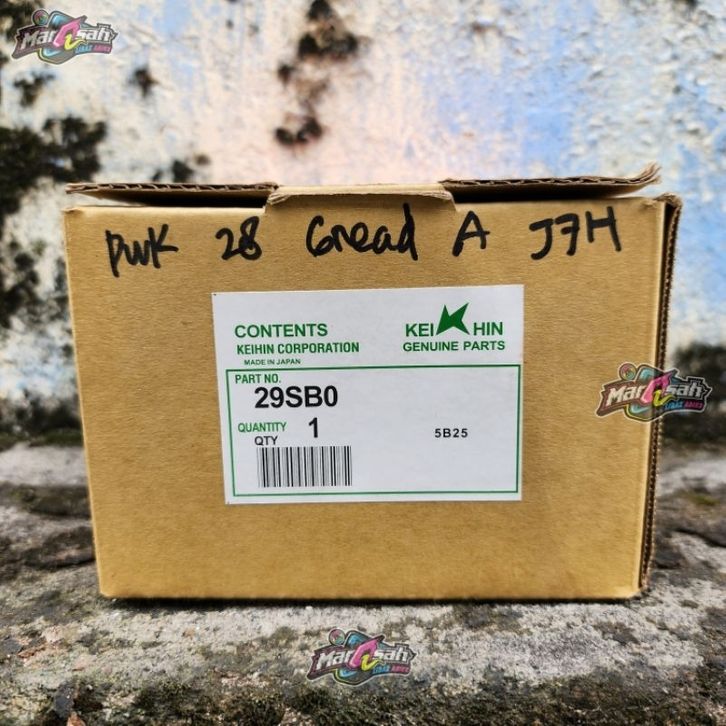 Marasah
PWK 28 Gread A J7H
CONTENTS
KEIHIN CORPORATION
MADE IN JAPAN
KEIHIN
GENUINE PARTS
PART NO.
29SB0
QUANTITY
QTY
1
5B25